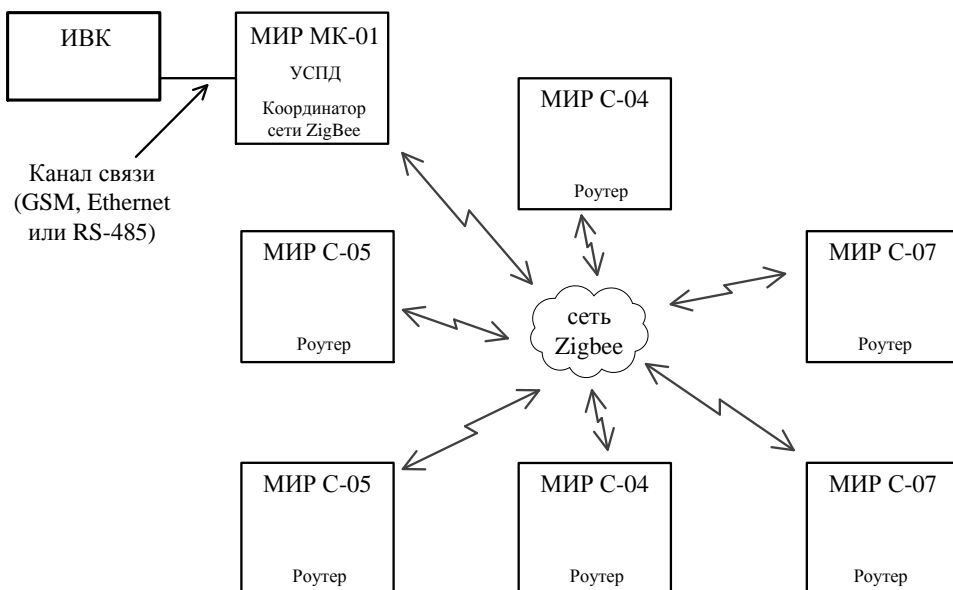 ИВК
МИР МК-01
УСПД
Координатор
сети ZigBee
Канал связи
(GSM, Ethernet
или RS-485)
МИР С-04
Роутер
МИР С-05
Роутер
сеть
Zigbee
МИР С-07
Роутер
МИР С-05
Роутер
МИР С-04
Роутер
МИР С-07
Роутер